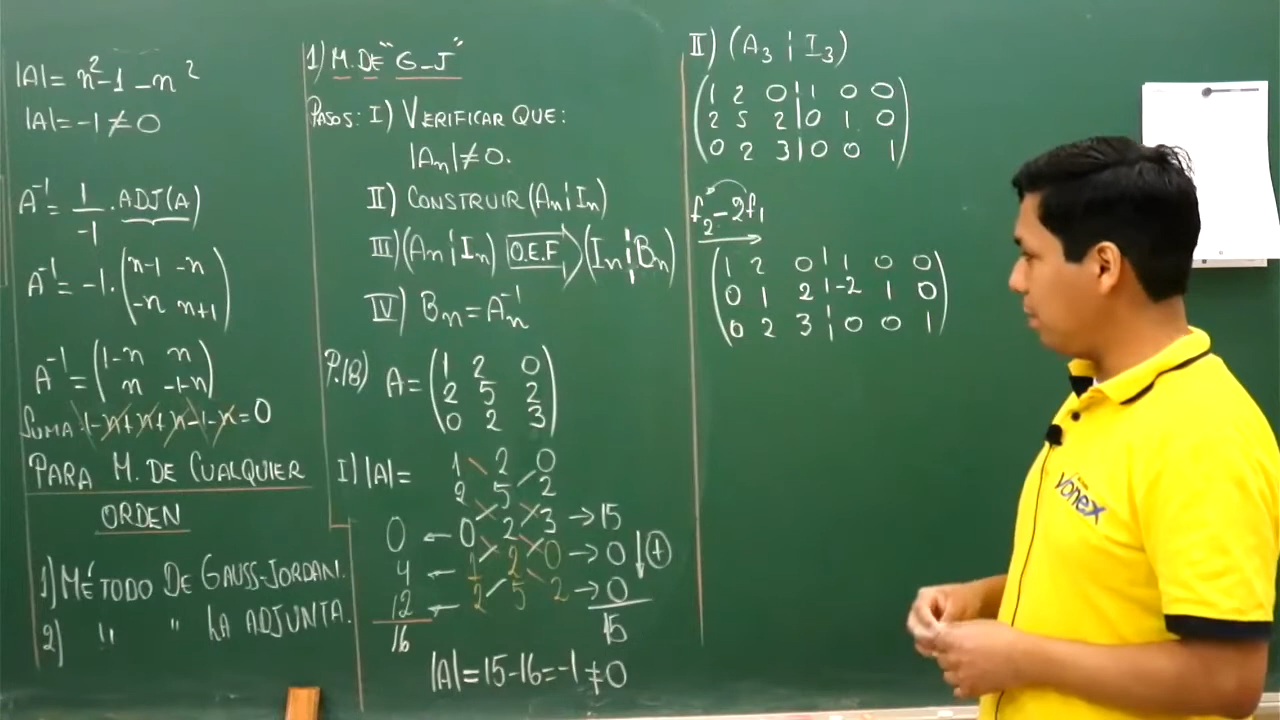 |A| = n² - 1 - n²
|A| = -1 ≠ 0
A⁻¹ = 1/-1 . ADJ(A)
A⁻¹ = -1. (n-1 -n
-n n+1)
A⁻¹ = (1-n n
n -1-n)
SUMA: 1-n+n+n-1-n = 0
PARA M. DE CUALQUIER
ORDEN
1) MÉTODO DE GAUSS-JORDAN.
2) " " LA ADJUNTA.
1) M. DE "G-J"
PASOS: I) VERIFICAR QUE:
|Aₙ| ≠ 0.
II) CONSTRUIR (Aₙ ¦ Iₙ)
III) (Aₙ ¦ Iₙ) O.E.F (Iₙ ¦ Bₙ)
IV) Bₙ = Aₙ⁻¹
P.18) A = (1 2 0
2 5 2
0 2 3)
I) |A| = 1 2 0
2 5 2
0 ← 0 2 3 → 15
4 ← 1 2 0 → 0 ↓ (+)
12 ← 2 5 2 → 0
16 15
|A| = 15-16 = -1 ≠ 0
II) (A₃ ¦ I₃)
(1 2 0 ¦ 1 0 0
2 5 2 | 0 1 0
0 2 3 | 0 0 1)
f₂ - 2f₁
→
(1 2 0 ¦ 1 0 0
0 1 2 ¦ -2 1 0
0 2 3 ¦ 0 0 1)
vonex